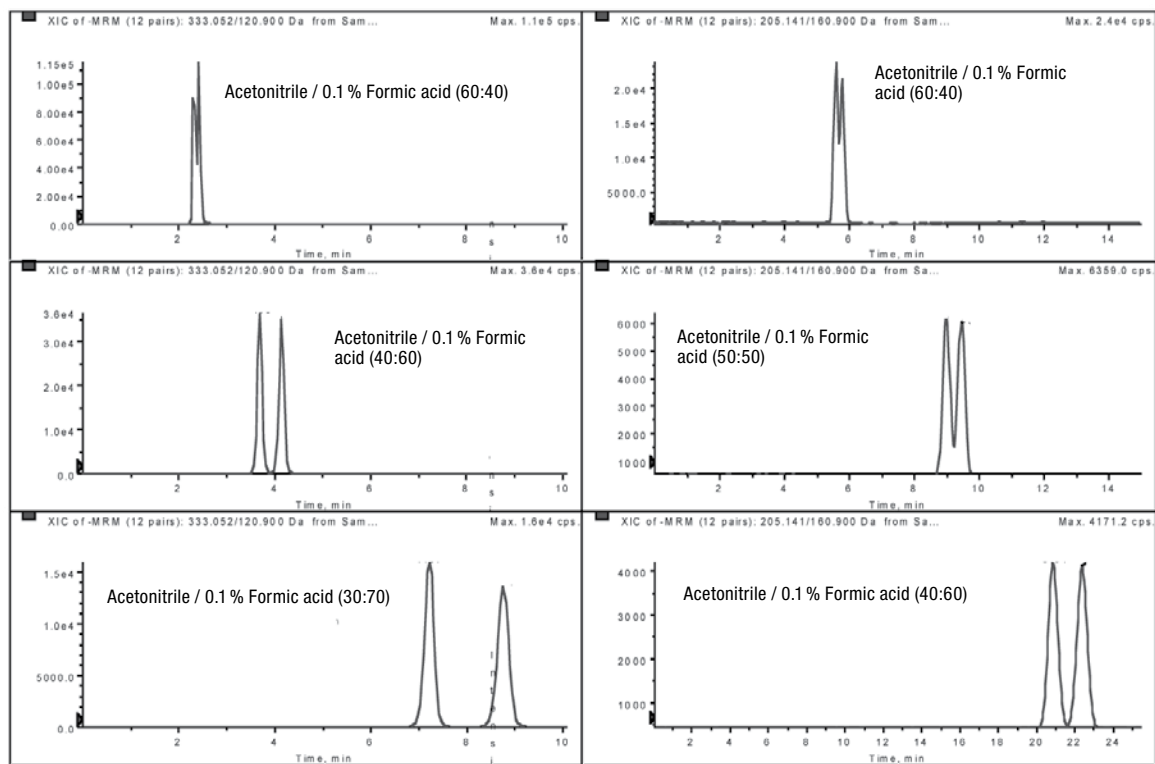 XIC of -MRM (12 pairs): 333.052/120.900 Da from Sam... Max. 1.1e5 cps.
1.15e5
1.00e5
8.00e4
6.00e4
4.00e4
2.00e4
0.00
Acetonitrile / 0.1 % Formic acid (60:40)
2 4 6 8 10
Time, min
XIC of -MRM (12 pairs): 205.141/160.900 Da from Sam... Max. 2.4e4 cps.
2.0e4
1.5e4
1.0e4
5000.0
Acetonitrile / 0.1 % Formic
acid (60:40)
2 4 6 8 10 12 14
Time, min
XIC of -MRM (12 pairs): 333.052/120.900 Da from Sam... Max. 3.6e4 cps.
3.6e4
3.0e4
2.0e4
1.0e4
0.0
Acetonitrile / 0.1 % Formic
acid (40:60)
2 4 6 8 10
Time, min
XIC of -MRM (12 pairs): 205.141/160.900 Da from Sa... Max. 6359.0 cps.
6000
5000
4000
3000
2000
1000
Acetonitrile / 0.1 % Formic
acid (50:50)
2 4 6 8 10 12 14
Time, min
XIC of -MRM (12 pairs): 333.052/120.900 Da from Sam... Max. 1.6e4 cps.
1.5e4
1.0e4
5000.0
0.0
Acetonitrile / 0.1 % Formic acid (30:70)
2 4 6 8 10
Time, min
XIC of -MRM (12 pairs): 205.141/160.900 Da from Sa... Max. 4171.2 cps.
4000
3000
2000
1000
Acetonitrile / 0.1 % Formic acid (40:60)
2 4 6 8 10 12 14 16 18 20 22 24
Time, min